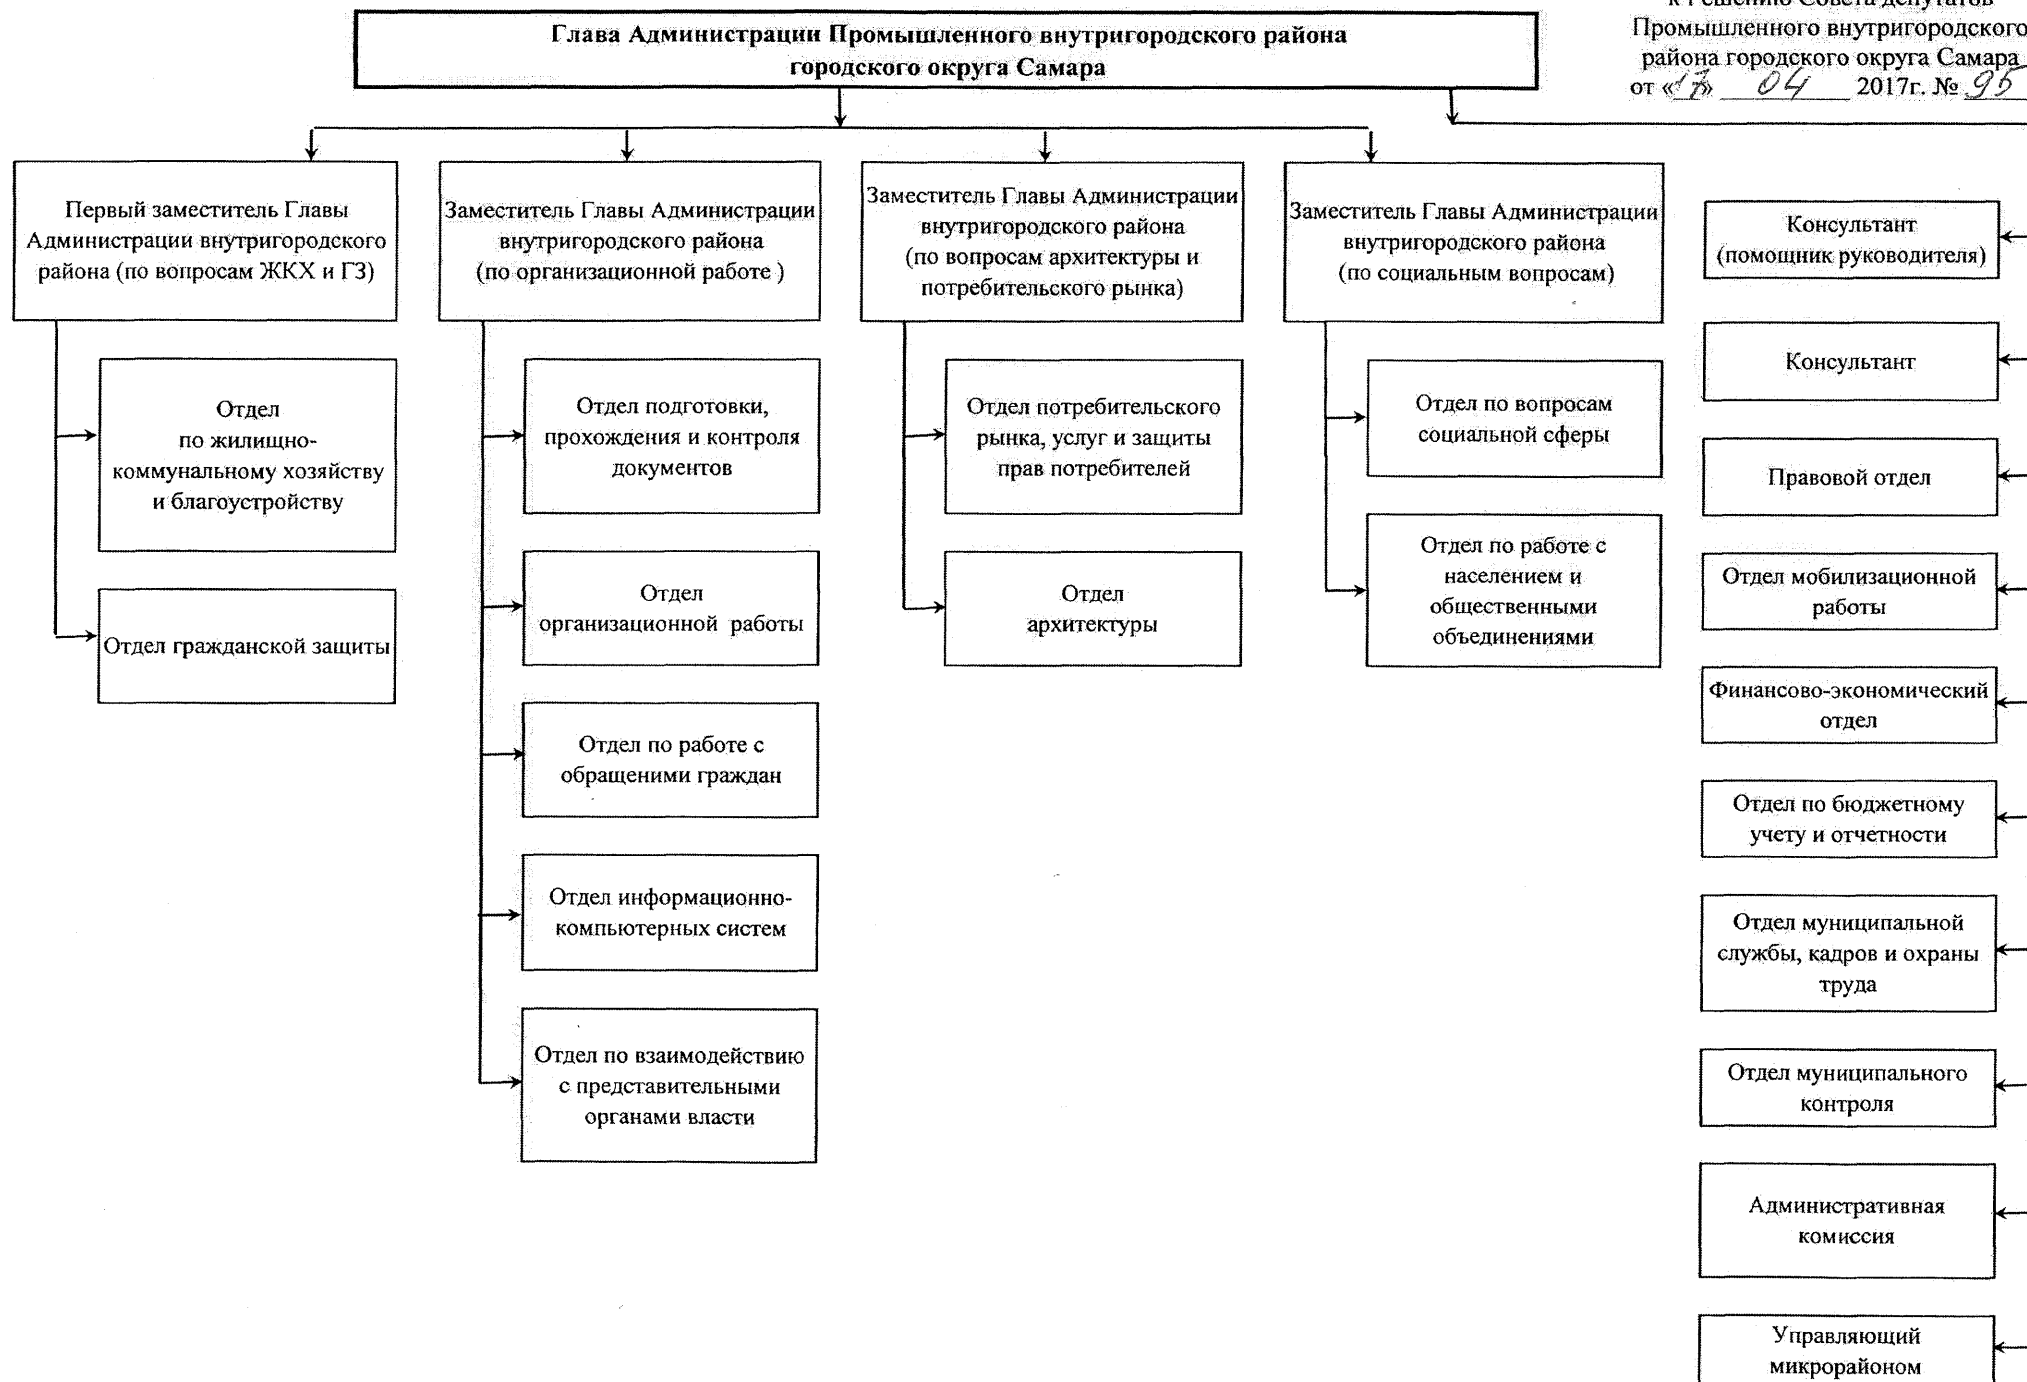 Глава Администрации Промышленного внутригородского района
городского округа Самара
к Решению Совета депутатов
Промышленного внутригородского
района городского округа Самара
от «17» 04 2017г. № 95
Первый заместитель Главы
Администрации внутригородского
района (по вопросам ЖКХ и ГЗ)
Отдел
по жилищно-
коммунальному хозяйству
и благоустройству
Отдел гражданской защиты
Заместитель Главы Администрации
внутригородского района
(по организационной работе )
Отдел подготовки,
прохождения и контроля
документов
Отдел
организационной работы
Отдел по работе с
обращеними граждан
Отдел информационно-
компьютерных систем
Отдел по взаимодействию
с представительными
органами власти
Заместитель Главы Администрации
внутригородского района
(по вопросам архитектуры и
потребительского рынка)
Отдел потребительского
рынка, услуг и защиты
прав потребителей
Отдел
архитектуры
Заместитель Главы Администрации
внутригородского района
(по социальным вопросам)
Отдел по вопросам
социальной сферы
Отдел по работе с
населением и
общественными
объединениями
Консультант
(помощник руководителя)
Консультант
Правовой отдел
Отдел мобилизационной
работы
Финансово-экономический
отдел
Отдел по бюджетному
учету и отчетности
Отдел муниципальной
службы, кадров и охраны
труда
Отдел муниципального
контроля
Административная
комиссия
Управляющий
микрорайоном